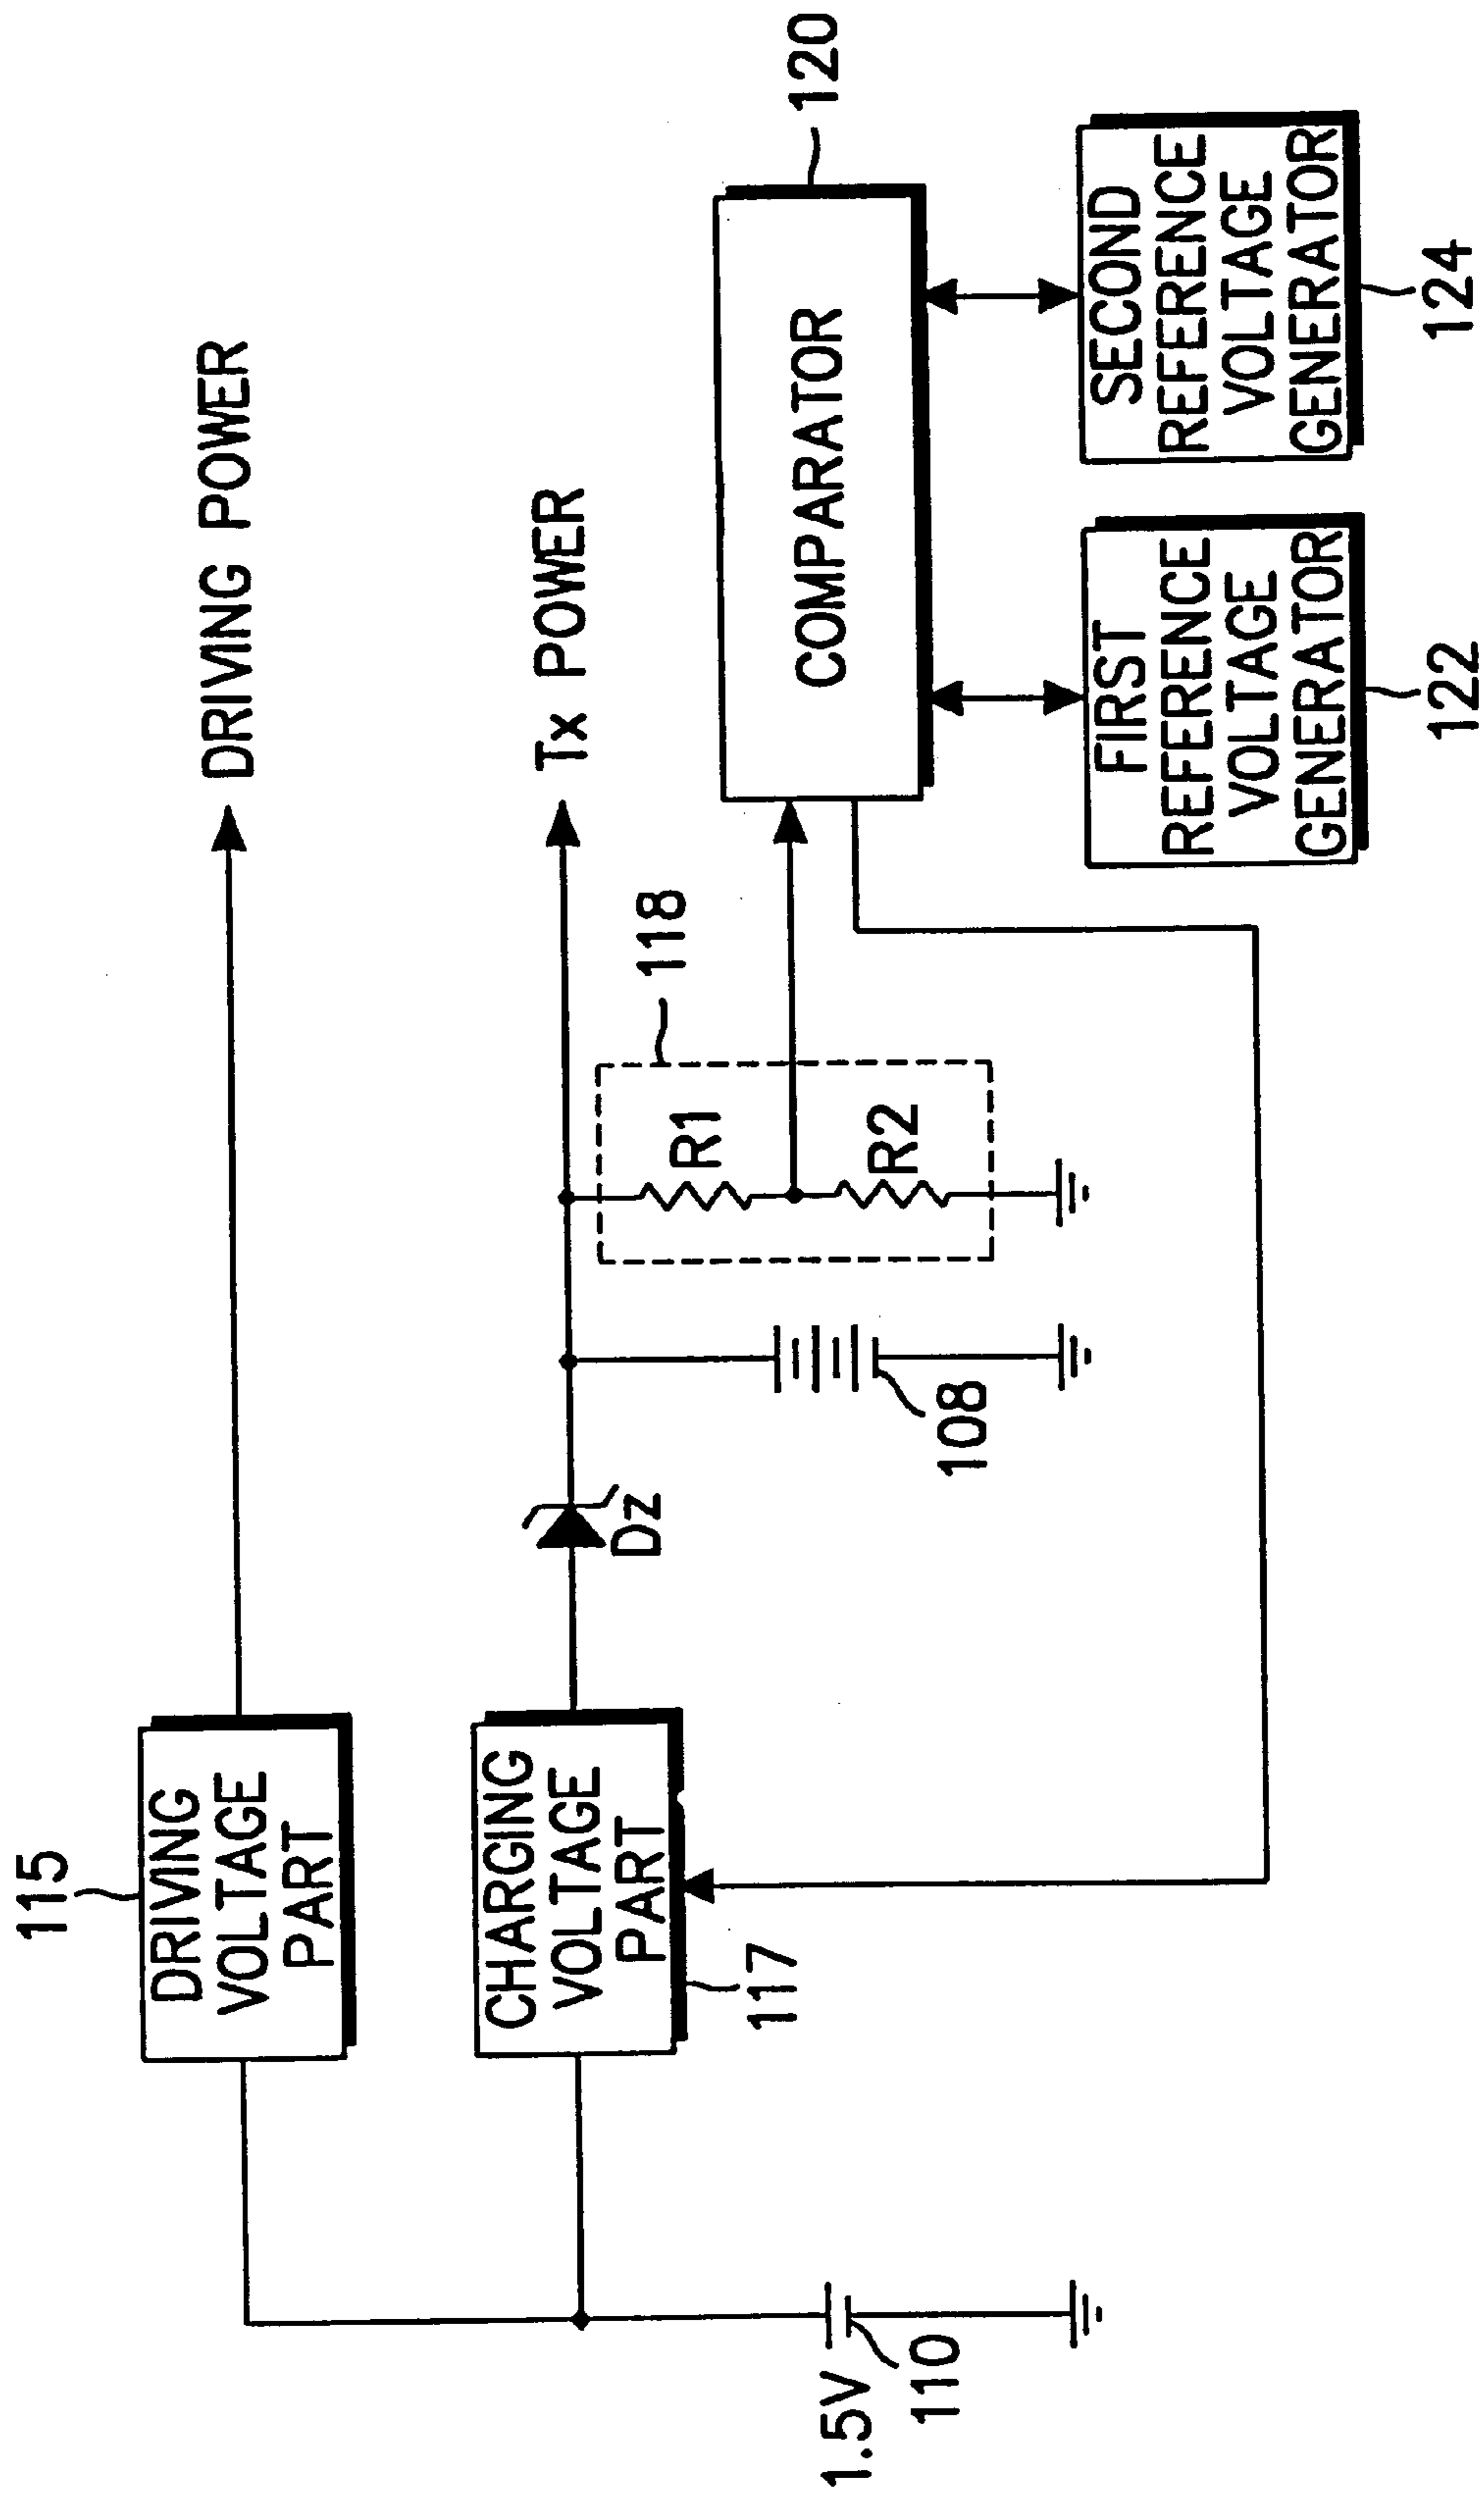 115
DRIVING
VOLTAGE
PART
DRIVING POWER
CHARGING
VOLTAGE
PART
117
Dz
Tx POWER
118
R1
R2
108
1.5V
110
COMPARATOR
120
FIRST
REFERENCE
VOLTAGE
GENERATOR
122
SECOND
REFERENCE
VOLTAGE
GENERATOR
124